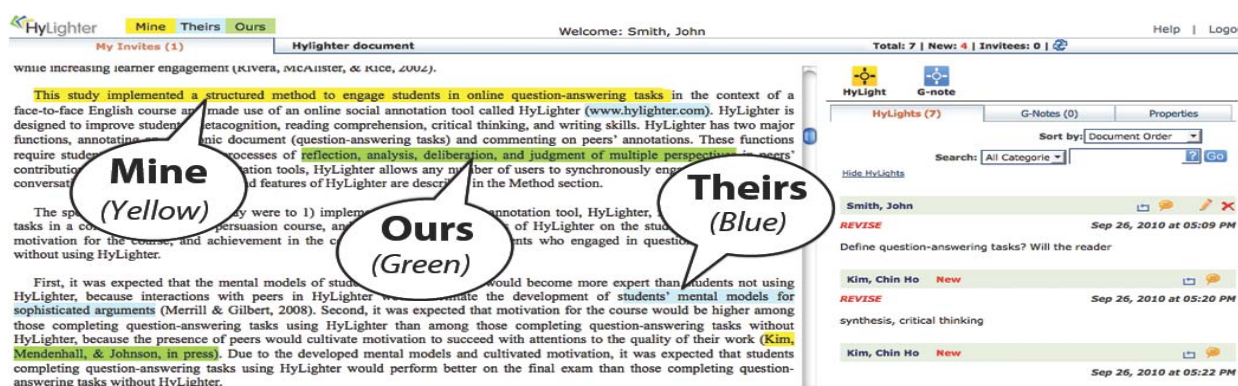 HyLighter Mine Theirs Ours Welcome: Smith, John Help | Logo
My Invites (1) Hylighter document Total: 7 | New: 4 | Invitees: 0 |
while increasing learner engagement (Rivera, McAlister, & Rice, 2002).
This study implemented a structured method to engage students in online question-answering tasks in the context of a
face-to-face English course and made use of an online social annotation tool called HyLighter (www.hylighter.com). HyLighter is
designed to improve student metacognition, reading comprehension, critical thinking, and writing skills. HyLighter has two major
functions, annotating document (question-answering tasks) and commenting on peers' annotations. These functions
require processes of reflection, analysis, deliberation, and judgment of multiple perspectives in peers'
tools, HyLighter allows any number of users to synchronously
features of HyLighter are described in the Method section.
The were to 1) annotation tool, HyLighter,
tasks in a persuasion course, of HyLighter on the
motivation for the course, and achievement in the who engaged in
without using HyLighter.
First, it was expected that the mental models of would become more expert than students not using
HyLighter, because interactions with peers in HyLighter the development of students' mental models for
sophisticated arguments (Merrill & Gilbert, 2008). Second, it was expected that motivation for the course would be higher among
those completing question-answering tasks using HyLighter than among those completing question-answering tasks without
HyLighter, because the presence of peers would cultivate motivation to succeed with attentions to the quality of their work (Kim,
Mendenhall, & Johnson, in press). Due to the developed mental models and cultivated motivation, it was expected that students
completing question-answering tasks using HyLighter would perform better on the final exam than those completing question-
answering tasks without HyLighter.
Mine
(Yellow)
Ours
(Green)
Theirs
(Blue)
HyLight G-note
HyLights (7) G-Notes (0) Properties
Sort by: Document Order
Search: All Categorie ? Go
Hide HyLights
Smith, John
REVISE Sep 26, 2010 at 05:09 PM
Define question-answering tasks? Will the reader
Kim, Chin Ho New
REVISE Sep 26, 2010 at 05:20 PM
synthesis, critical thinking
Kim, Chin Ho New
Sep 26, 2010 at 05:22 PM